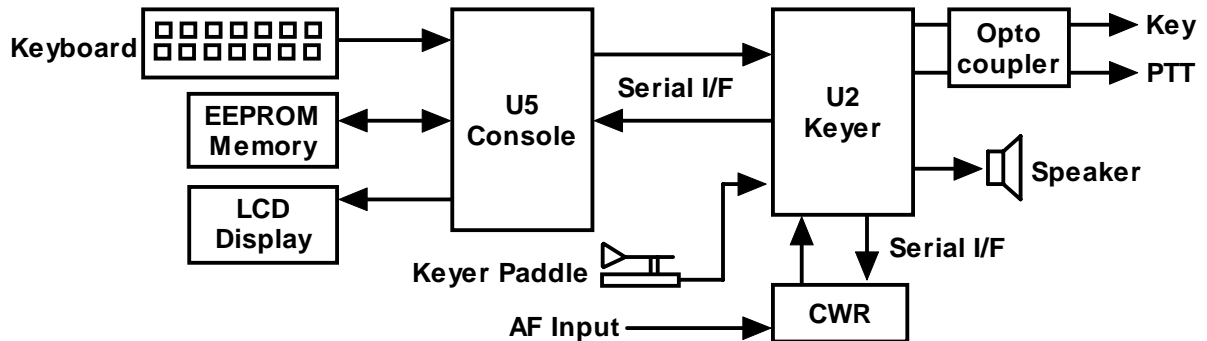 Keyboard
EEPROM
Memory
LCD
Display
U5
Console
Serial I/F
Keyer Paddle
AF Input
U2
Keyer
Opto
coupler
Key
PTT
Speaker
Serial I/F
CWR